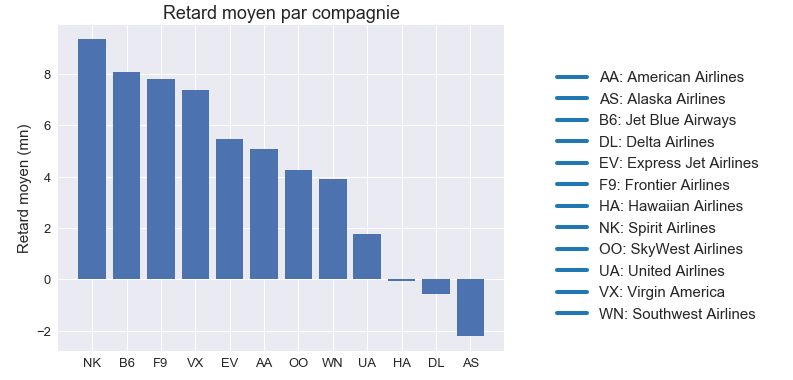 Retard moyen par compagnie
Retard moyen (mn)
8
6
4
2
0
−2
NK B6 F9 VX EV AA OO WN UA HA DL AS
AA: American Airlines
AS: Alaska Airlines
B6: Jet Blue Airways
DL: Delta Airlines
EV: Express Jet Airlines
F9: Frontier Airlines
HA: Hawaiian Airlines
NK: Spirit Airlines
OO: SkyWest Airlines
UA: United Airlines
VX: Virgin America
WN: Southwest Airlines